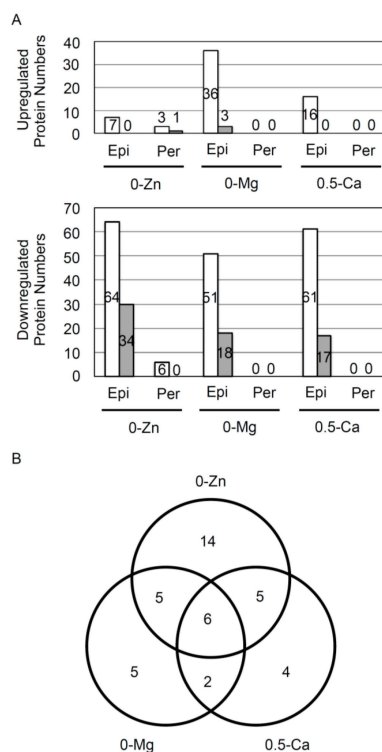 A
Upregulated
Protein Numbers
40
30
20
10
0
7 0 3 1 36 3 0 0 16 0 0 0
Epi Per Epi Per Epi Per
0-Zn 0-Mg 0.5-Ca
Downregulated
Protein Numbers
70
60
50
40
30
20
10
0
64 34 6 0 51 18 0 0 61 17 0 0
Epi Per Epi Per Epi Per
0-Zn 0-Mg 0.5-Ca
B
0-Zn
14
5 5
6
5 2 4
0-Mg 0.5-Ca